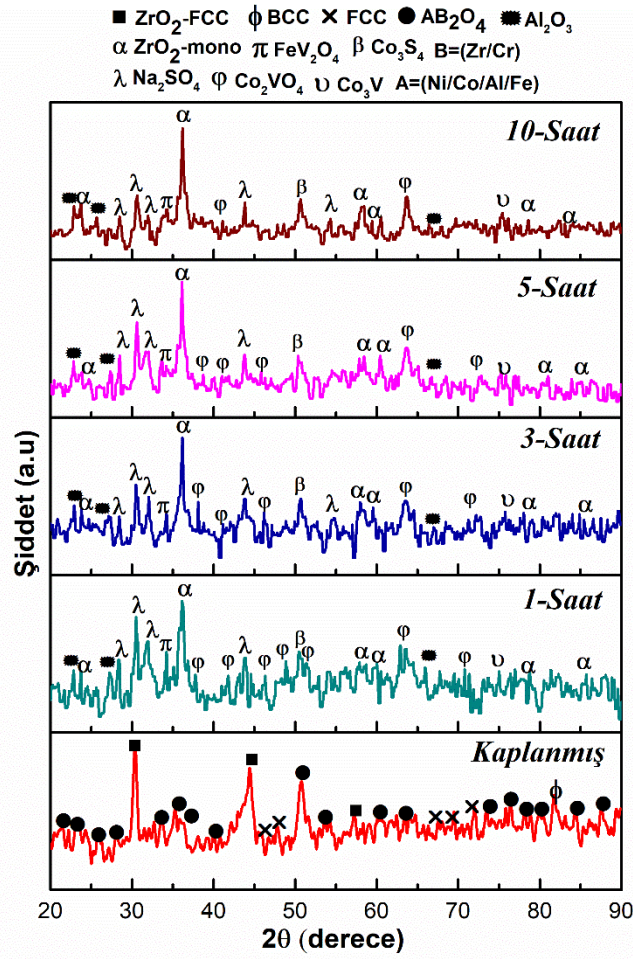 ■ ZrO₂-FCC ϕ BCC × FCC ● AB₂O₄ Al₂O₃
α ZrO₂-mono π FeV₂O₄ β Co₃S₄ B=(Zr/Cr)
λ Na₂SO₄ φ Co₂VO₄ υ Co₃V A=(Ni/Co/Al/Fe)
10-Saat
α
α λ λ λ π φ λ β λ α α φ υ α α
5-Saat
α
α λ λ λ π φ φ λ φ β α α φ φ υ α α
3-Saat
α
α λ λ λ π φ φ λ φ β λ α α φ φ υ α α
1-Saat
α
α λ λ λ π φ φ λ φ φ β φ α α φ φ υ α α
Kaplanmış
ϕ
20 30 40 50 60 70 80 90
2θ (derece)
Şiddet (a.u)